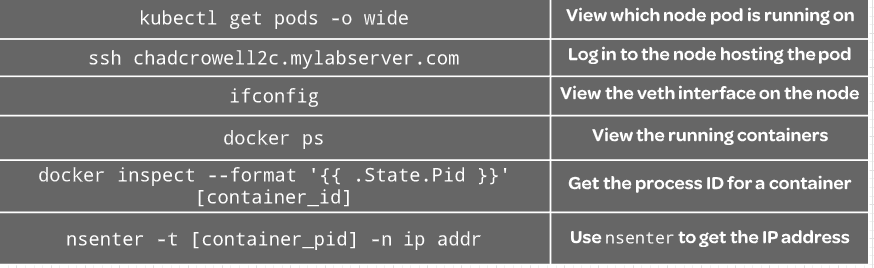 kubectl get pods -o wide
View which node pod is running on
ssh chadcrowell2c.mylabserver.com
Log in to the node hosting the pod
ifconfig
View the veth interface on the node
docker ps
View the running containers
docker inspect --format '{{ .State.Pid }}'
[container_id]
Get the process ID for a container
nsenter -t [container_pid] -n ip addr
Use nsenter to get the IP address